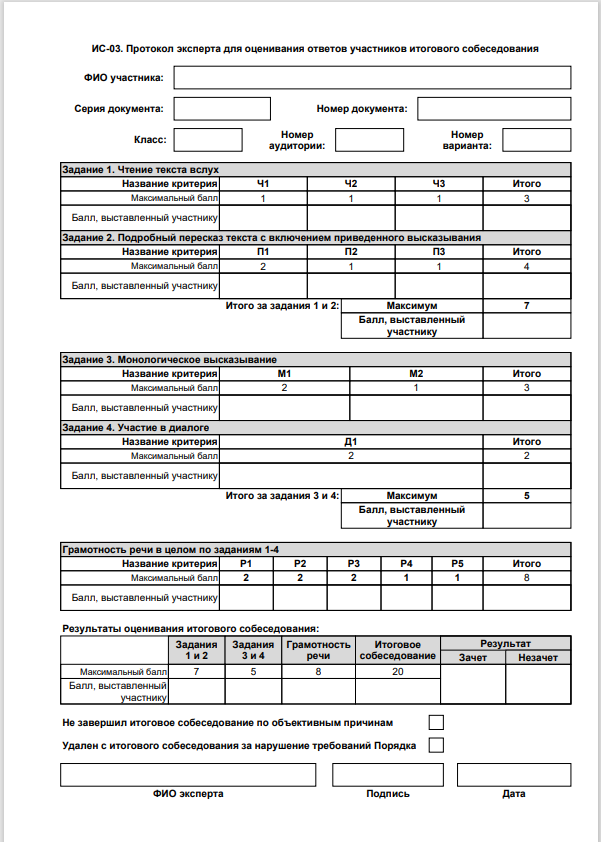 ИС-03. Протокол эксперта для оценивания ответов участников итогового собеседования
ФИО участника:
Серия документа:
Номер документа:
Класс:
Номер аудитории:
Номер варианта:
Задание 1. Чтение текста вслух
Название критерия Ч1 Ч2 Ч3 Итого
Максимальный балл 1 1 1 3
Балл, выставленный участнику
Задание 2. Подробный пересказ текста с включением приведенного высказывания
Название критерия П1 П2 П3 Итого
Максимальный балл 2 1 1 4
Балл, выставленный участнику
Итого за задания 1 и 2: Максимум 7
Балл, выставленный
участнику
Задание 3. Монологическое высказывание
Название критерия М1 М2 Итого
Максимальный балл 2 1 3
Балл, выставленный участнику
Задание 4. Участие в диалоге
Название критерия Д1 Итого
Максимальный балл 2 2
Балл, выставленный участнику
Итого за задания 3 и 4: Максимум 5
Балл, выставленный
участнику
Грамотность речи в целом по заданиям 1-4
Название критерия Р1 Р2 Р3 Р4 Р5 Итого
Максимальный балл 2 2 2 1 1 8
Балл, выставленный участнику
Результаты оценивания итогового собеседования:
Задания 1 и 2 Задания 3 и 4 Грамотность речи Итоговое собеседование Результат
Зачет Незачет
Максимальный балл 7 5 8 20
Балл, выставленный
участнику
Не завершил итоговое собеседование по объективным причинам
Удален с итогового собеседования за нарушение требований Порядка
ФИО эксперта Подпись Дата